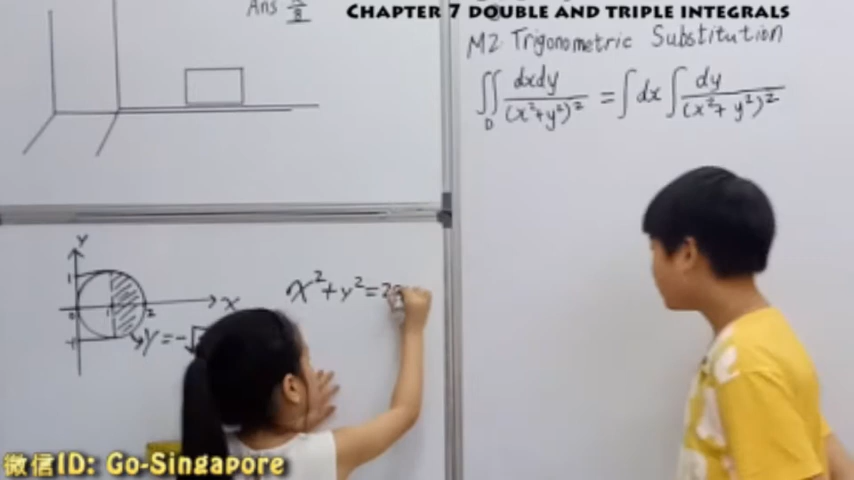 CHAPTER 7 DOUBLE AND TRIPLE INTEGRALS
Ans
M2: Trigonometric Substitution
∬_D dxdy/(x²+y²)² = ∫dx ∫ dy/(x²+y²)²
Y
1
0 1 2 X
-1
Y=-√
x²+y²=2
微信ID: Go-Singapore